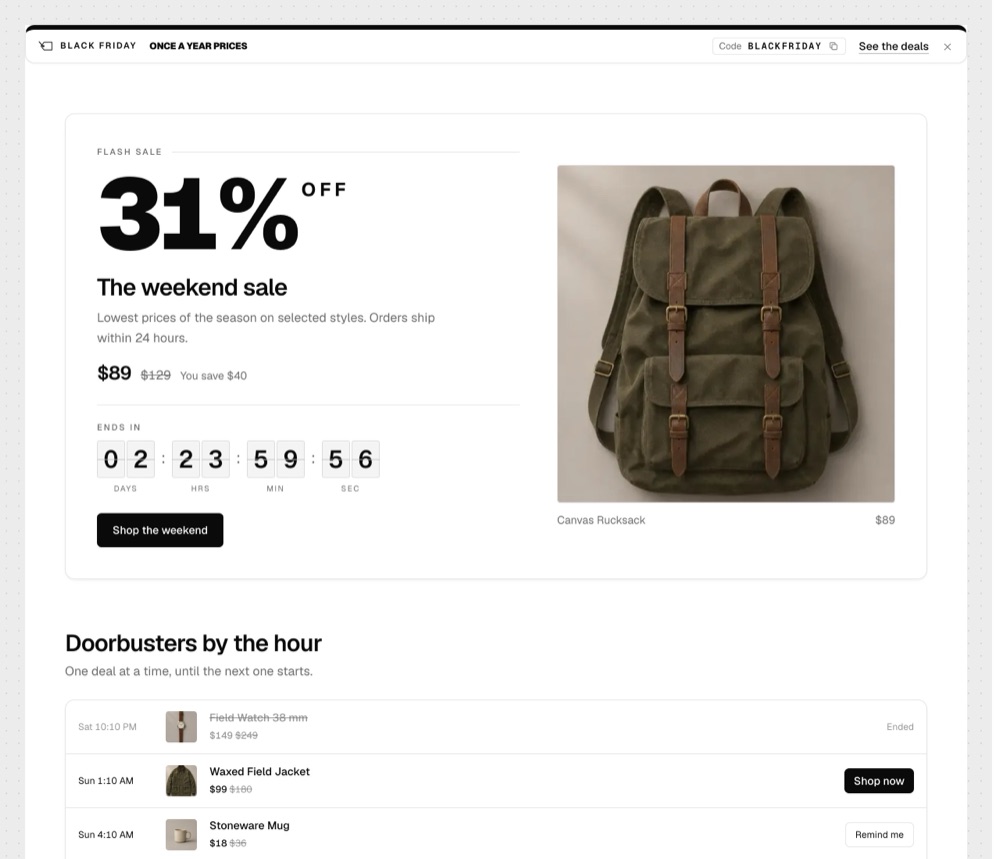 BLACK FRIDAY ONCE A YEAR PRICES Code BLACKFRIDAY See the deals
FLASH SALE
31% OFF
The weekend sale
Lowest prices of the season on selected styles. Orders ship
within 24 hours.
$89 $129 You save $40
ENDS IN
02 : 23 : 59 : 56
DAYS HRS MIN SEC
Shop the weekend
Canvas Rucksack $89
Doorbusters by the hour
One deal at a time, until the next one starts.
Sat 10:10 PM Field Watch 38 mm Ended
$149 $249
Sun 1:10 AM Waxed Field Jacket Shop now
$99 $180
Sun 4:10 AM Stoneware Mug Remind me
$18 $36